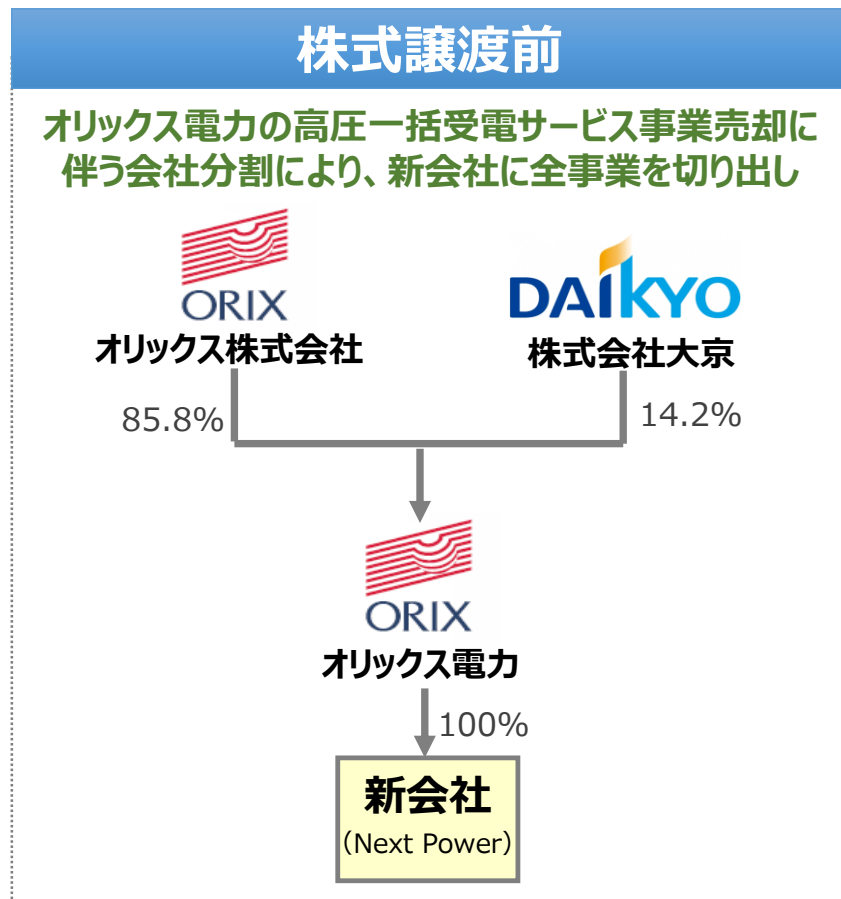 株式譲渡前
オリックス電力の高圧一括受電サービス事業売却に
伴う会社分割により、新会社に全事業を切り出し
ORIX
オリックス株式会社
DAIKYO
株式会社大京
85.8%
14.2%
ORIX
オリックス電力
100%
新会社
(Next Power)